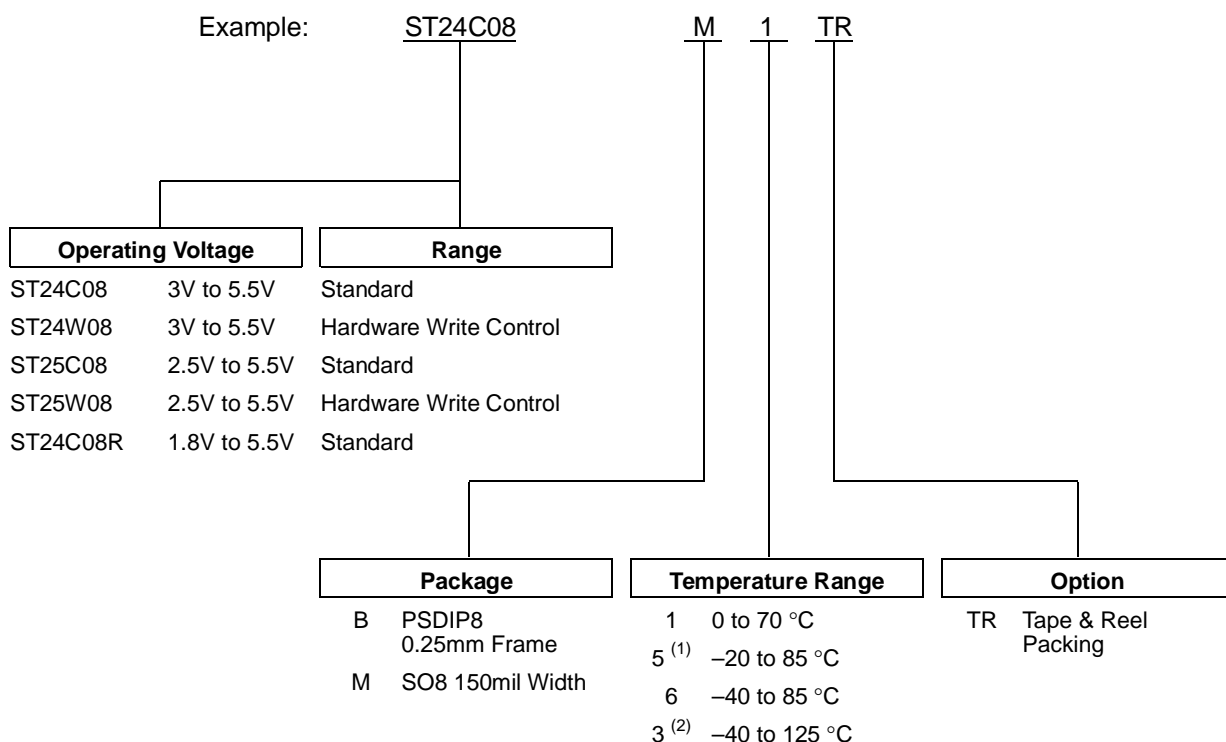 Example: ST24C08 M 1 TR
Operating Voltage Range
ST24C08 3V to 5.5V Standard
ST24W08 3V to 5.5V Hardware Write Control
ST25C08 2.5V to 5.5V Standard
ST25W08 2.5V to 5.5V Hardware Write Control
ST24C08R 1.8V to 5.5V Standard
Package Temperature Range Option
B PSDIP8 1 0 to 70 °C TR Tape & Reel
0.25mm Frame Packing
5 (1) –20 to 85 °C
M SO8 150mil Width 6 –40 to 85 °C
3 (2) –40 to 125 °C